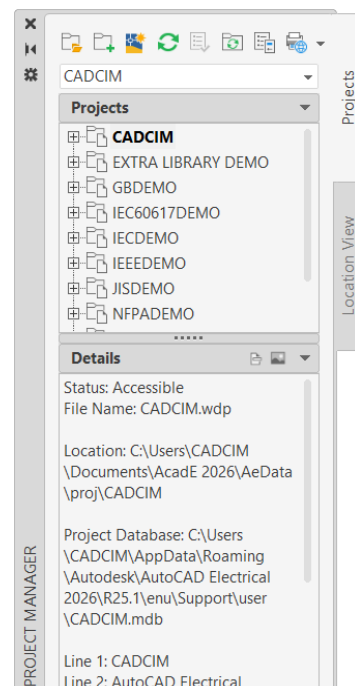 CADCIM
Projects
CADCIM
EXTRA LIBRARY DEMO
GBDEMO
IEC60617DEMO
IECDEMO
IEEEDEMO
JISDEMO
NFPADEMO
Details
Status: Accessible
File Name: CADCIM.wdp
Location: C:\Users\CADCIM
\Documents\AcadE 2026\AeData
\proj\CADCIM
Project Database: C:\Users
\CADCIM\AppData\Roaming
\Autodesk\AutoCAD Electrical
2026\R25.1\enu\Support\user
\CADCIM.mdb
Line 1: CADCIM
Line 2: AutoCAD Electrical
PROJECT MANAGER
Projects
Location View